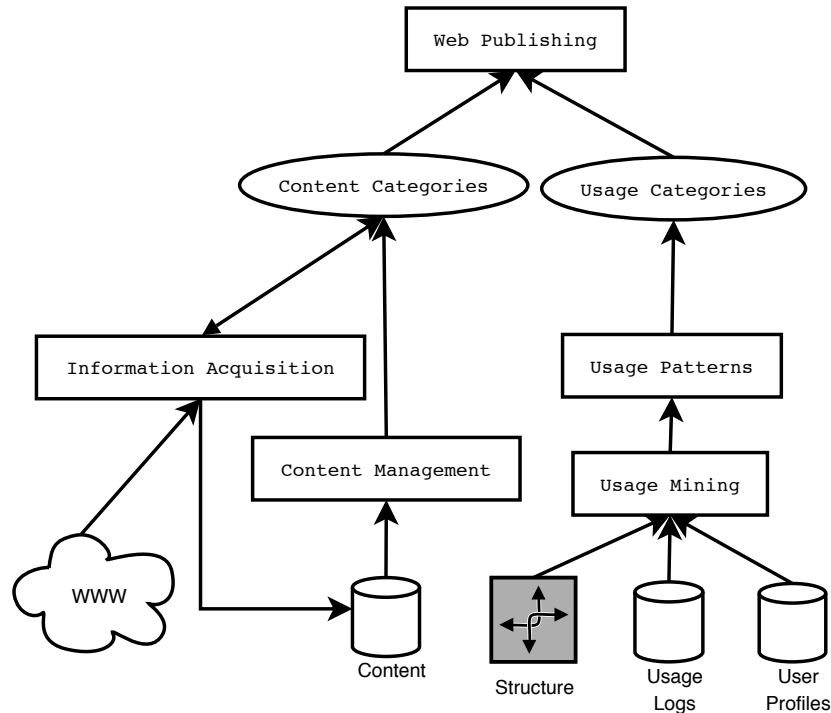 Web Publishing
Content Categories
Usage Categories
Information Acquisition
Usage Patterns
Content Management
Usage Mining
WWW
Content
Structure
Usage
Logs
User
Profiles